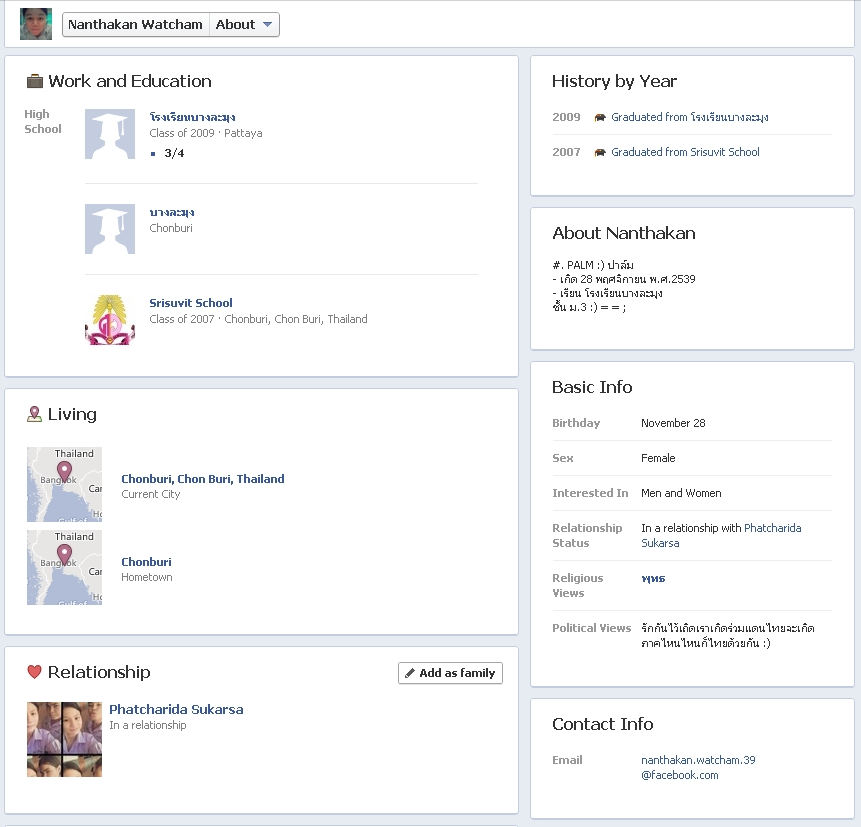 Nanthakan Watcham
About
Work and Education
High
School
โรงเรียนบางละมุง
Class of 2009 · Pattaya
3/4
บางละมุง
Chonburi
Srisuvit School
Class of 2007 · Chonburi, Chon Buri, Thailand
Living
Thailand
Bangkok
Chonburi, Chon Buri, Thailand
Current City
Thailand
Bangkok
Chonburi
Hometown
Relationship
Add as family
Phatcharida Sukarsa
In a relationship
History by Year
2009 Graduated from โรงเรียนบางละมุง
2007 Graduated from Srisuvit School
About Nanthakan
#. PALM :) ปาล์ม
- เกิด 28 พฤศจิกายน พ.ศ.2539
- เรียน โรงเรียนบางละมุง
ชั้น ม.3 :) = = ;
Basic Info
Birthday November 28
Sex Female
Interested In Men and Women
Relationship In a relationship with Phatcharida
Status Sukarsa
Religious พุทธ
Views
Political Views รักกันไว้เถิดเราเกิดร่วมแดนไทยจะเกิด
ภาคไหนไหนก็ไทยด้วยกัน :)
Contact Info
Email nanthakan.watcham.39
@facebook.com